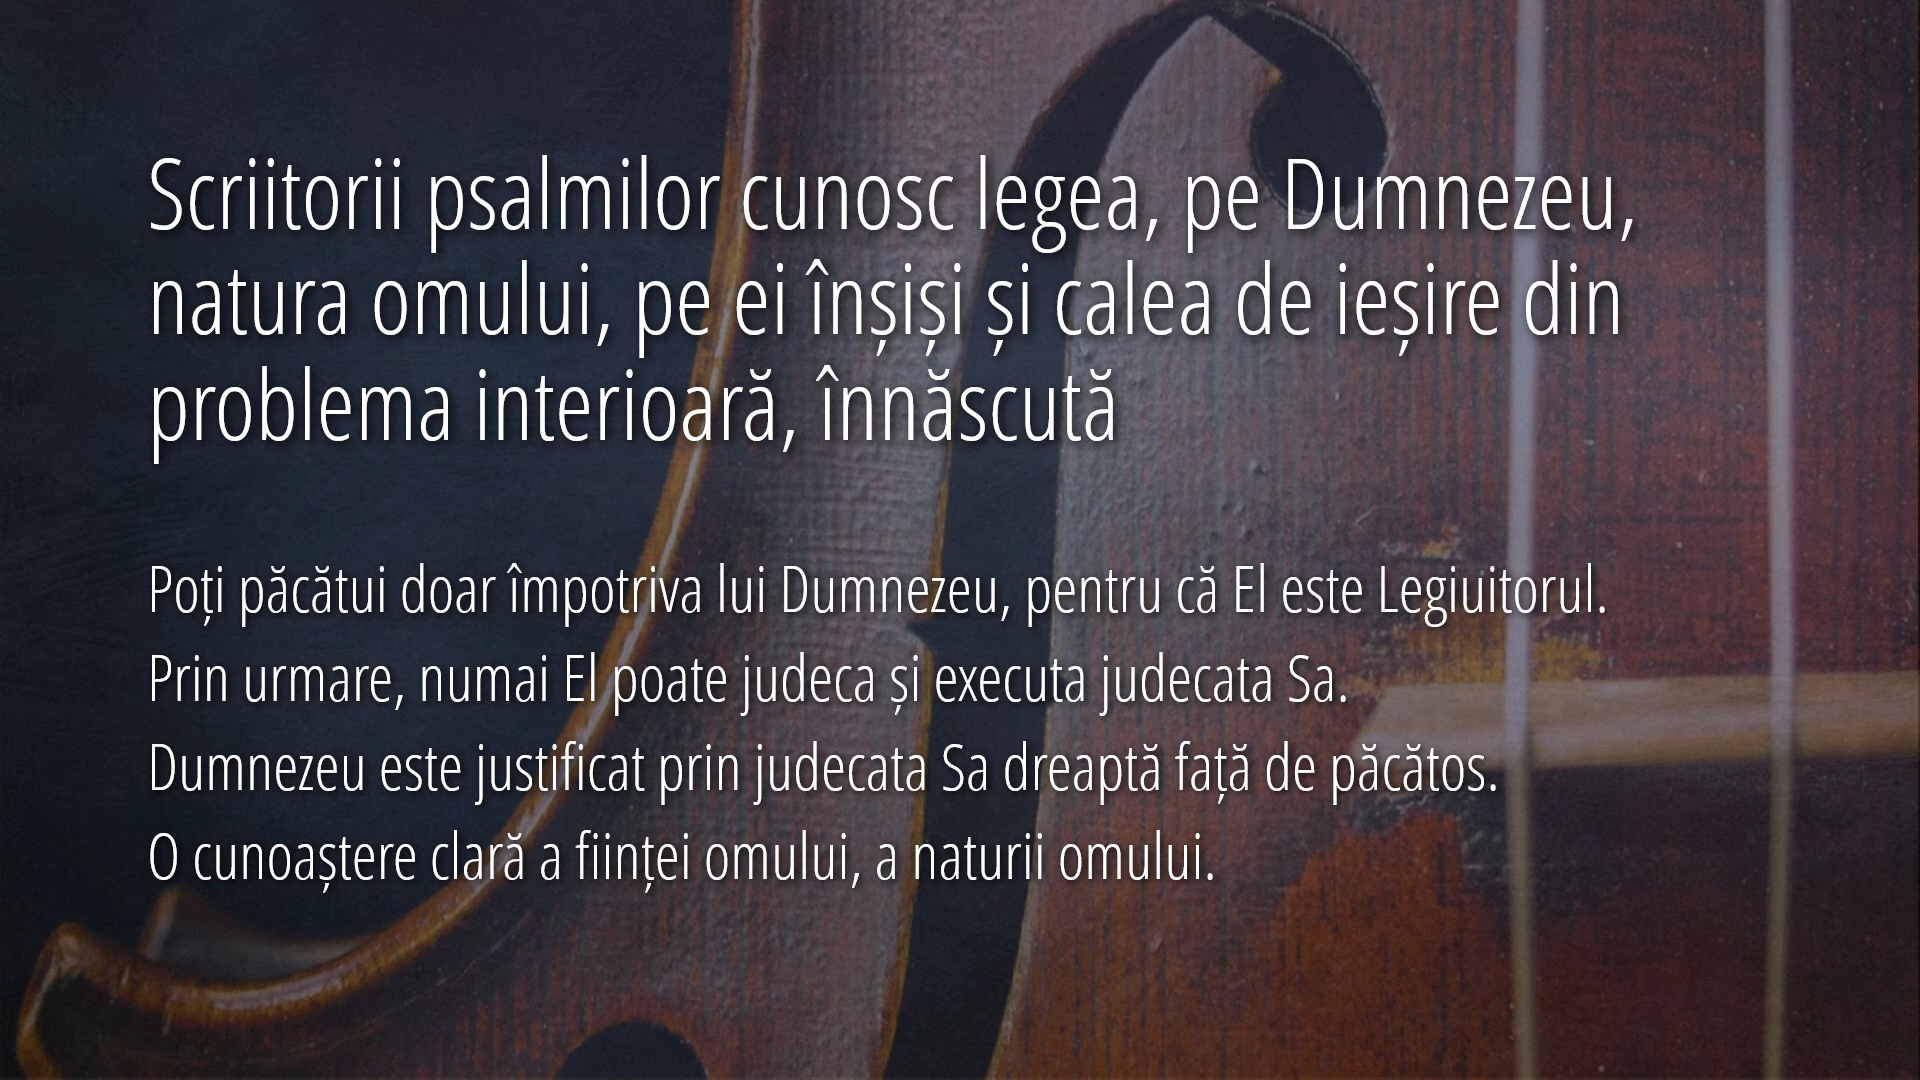 Scriitorii psalmilor cunosc legea, pe Dumnezeu,
natura omului, pe ei înșiși și calea de ieșire din
problema interioară, înnăscută
Poți păcătui doar împotriva lui Dumnezeu, pentru că El este Legiuitorul.
Prin urmare, numai El poate judeca și executa judecata Sa.
Dumnezeu este justificat prin judecata Sa dreaptă față de păcătos.
O cunoaștere clară a ființei omului, a naturii omului.